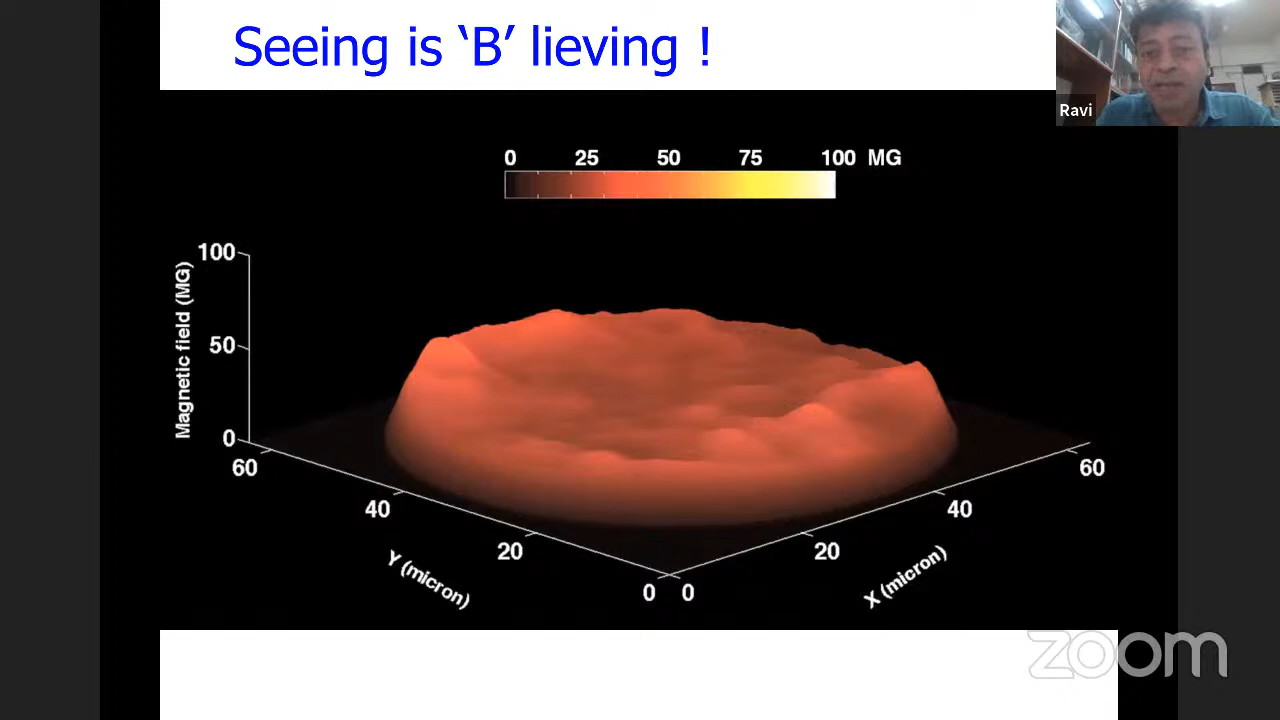 Seeing is ‘B’ lieving !
Ravi
0 25 50 75 100 MG
Magnetic field (MG)
100
50
0
60
40
20
0
Y (micron)
0
20
40
60
X (micron)
zoom